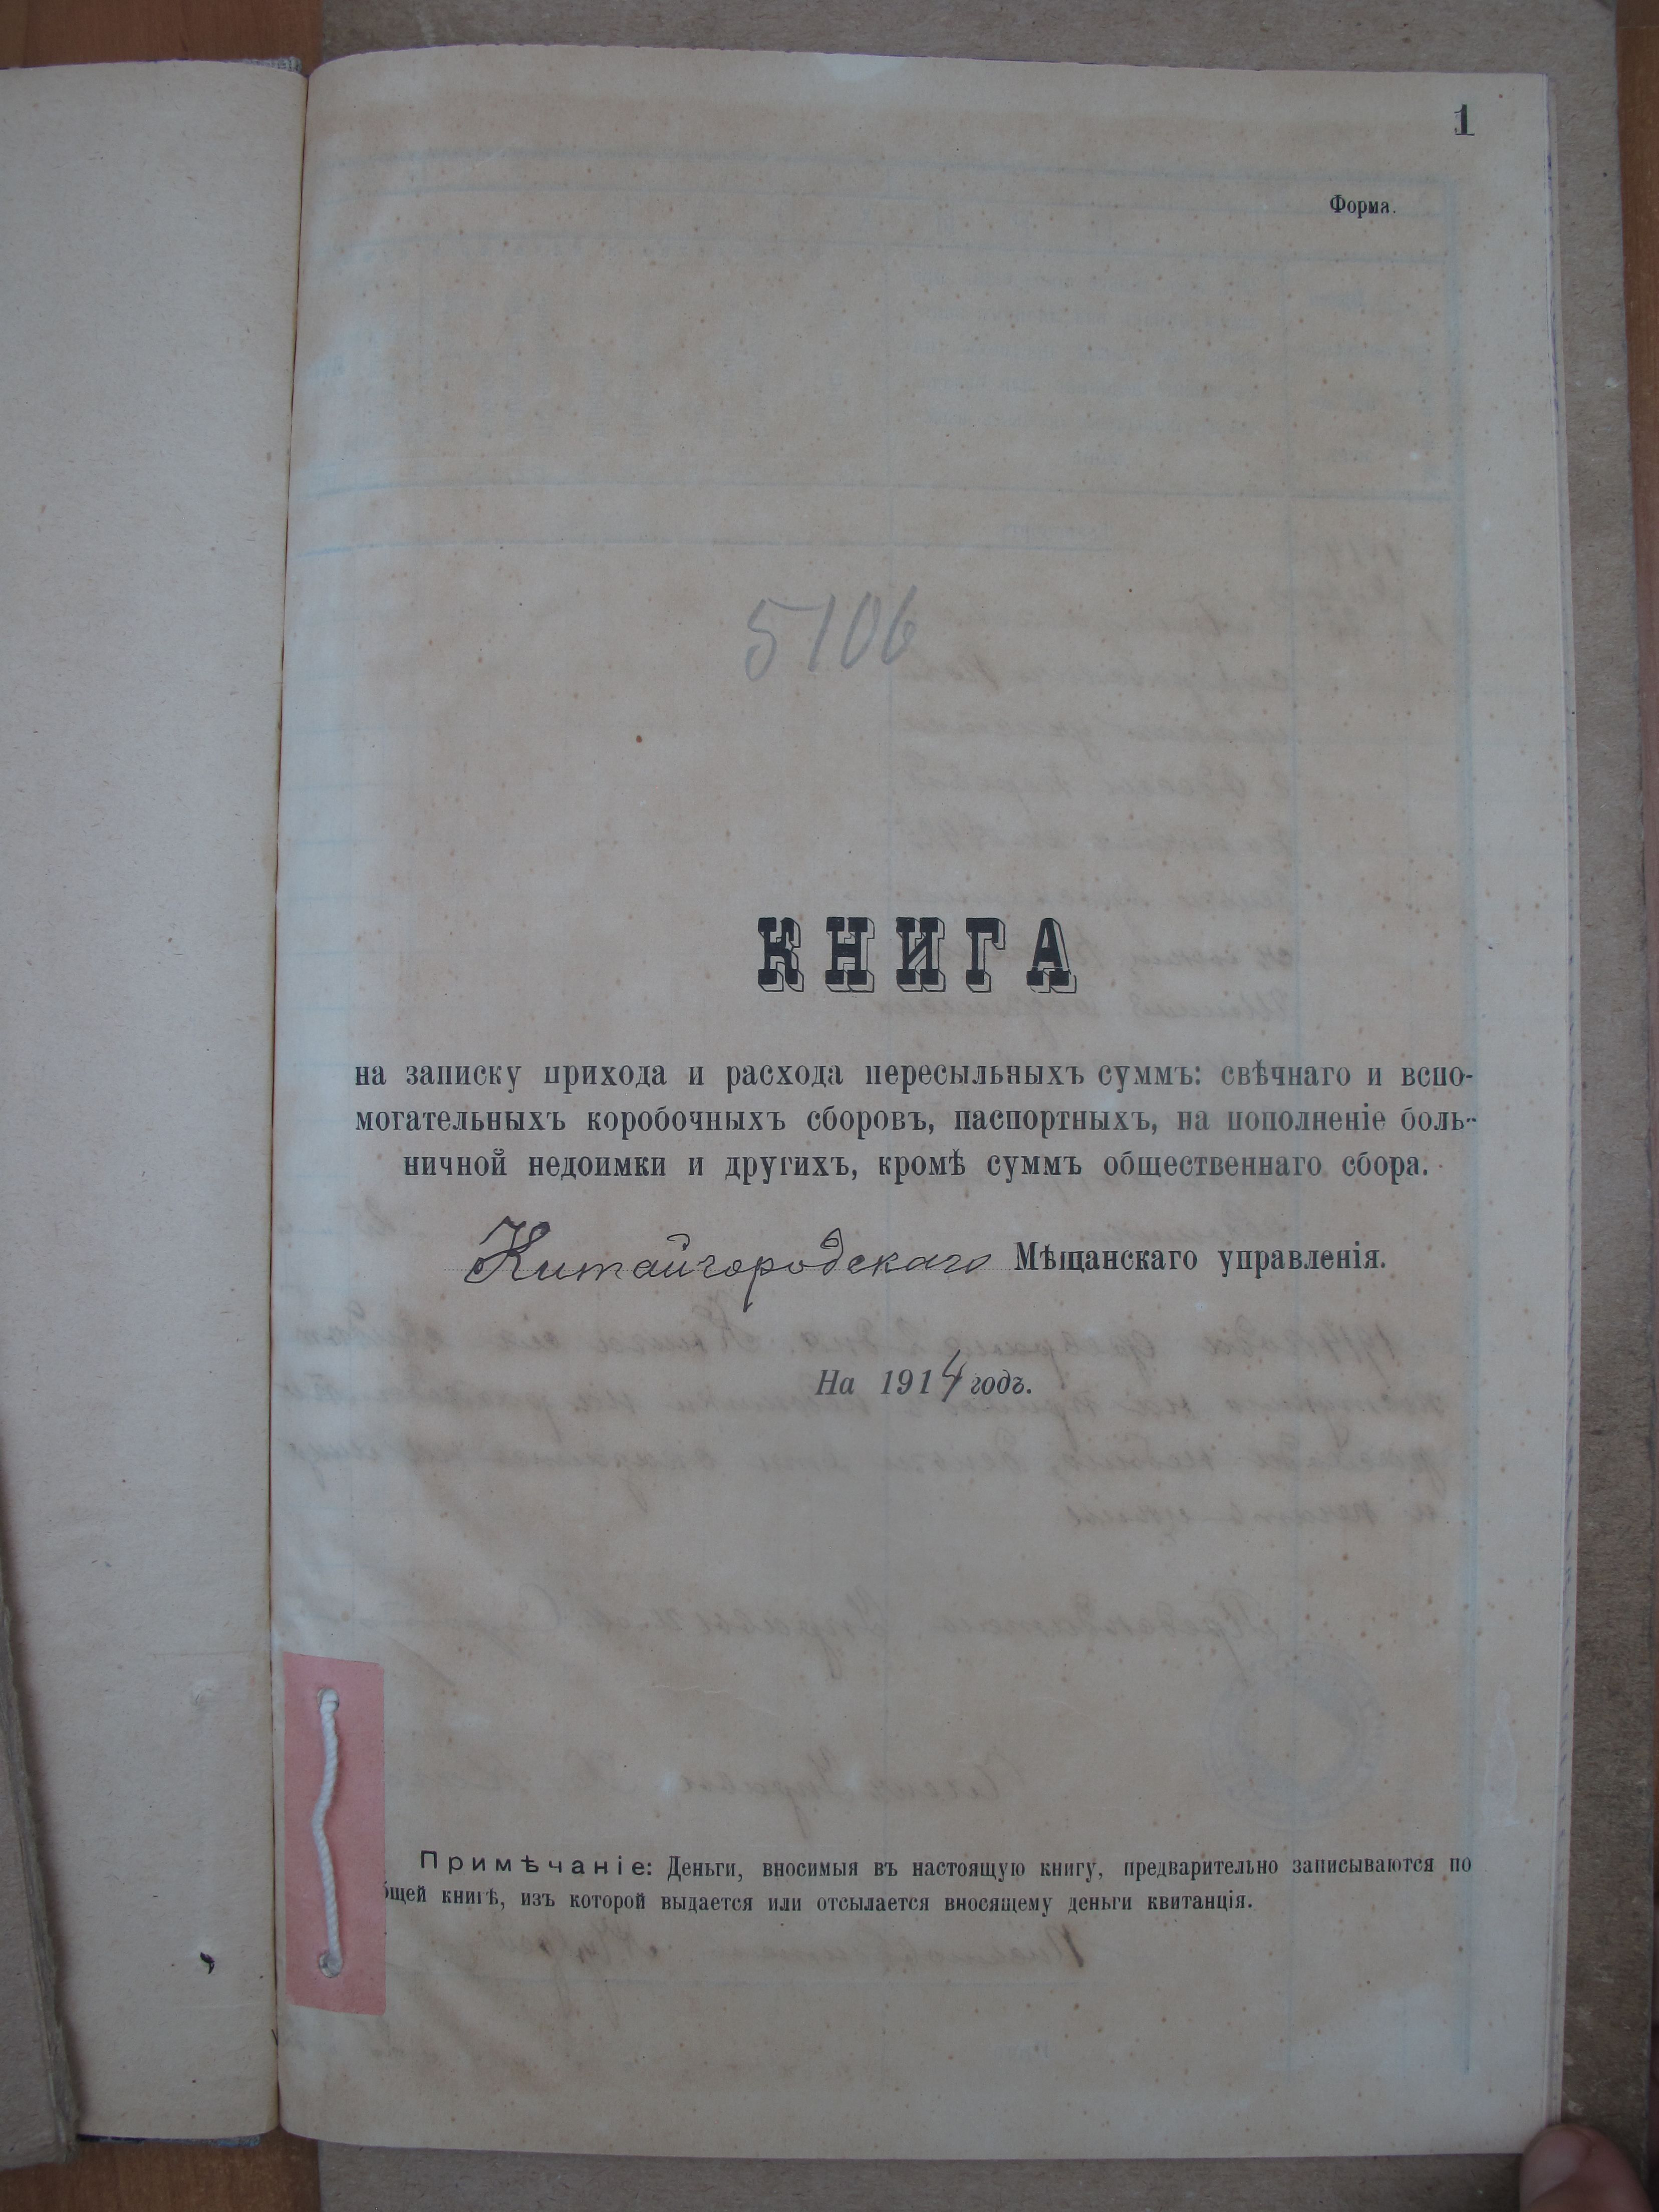 1
Форма.
5106
КНИГА
на записку прихода и расхода пересыльныхъ суммъ: свѣчнаго и вспо-
могательныхъ коробочныхъ сборовъ, паспортныхъ, на пополненіе боль-
ничной недоимки и другихъ, кромѣ суммъ общественнаго сбора.
Китайгородскаго Мѣщанскаго управленія.
На 1914 годъ.
Примѣчаніе: Деньги, вносимыя въ настоящую книгу, предварительно записываются по
бщей книгѣ, изъ которой выдается или отсылается вносящему деньги квитанція.